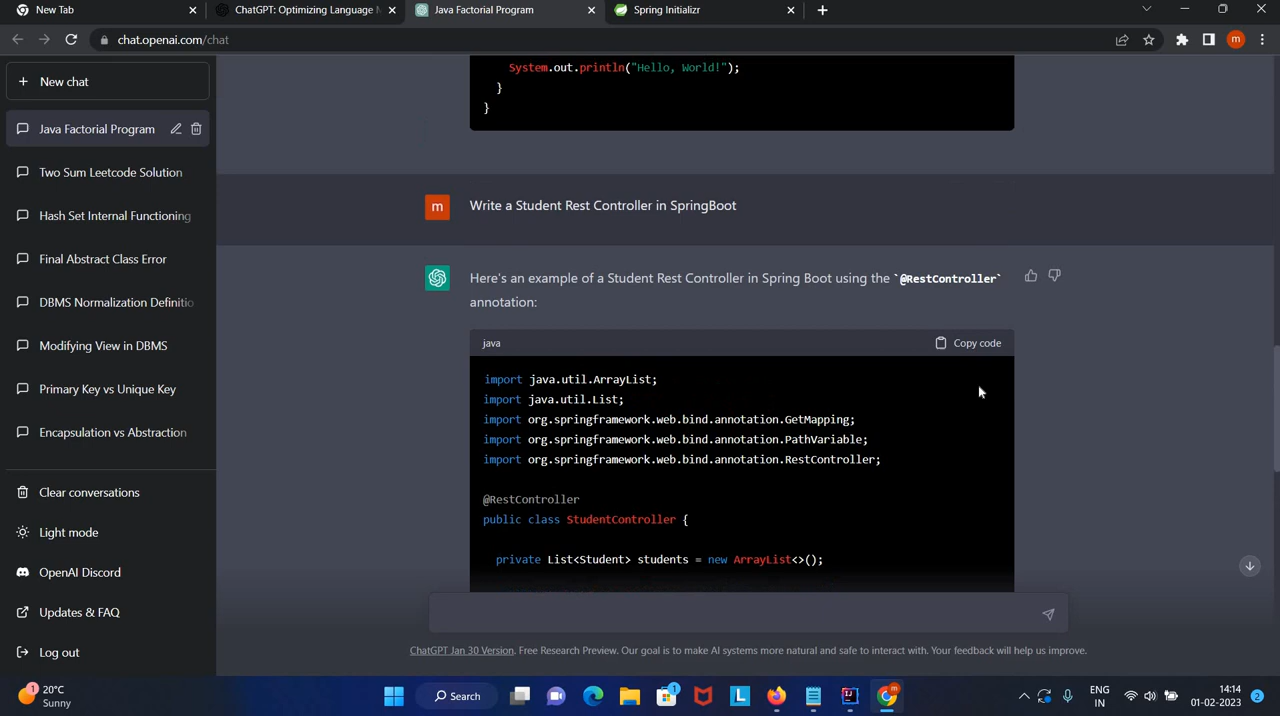 New Tab
ChatGPT: Optimizing Language
Java Factorial Program
Spring Initializr
chat.openai.com/chat
m
New chat
Java Factorial Program
Two Sum Leetcode Solution
Hash Set Internal Functioning
Final Abstract Class Error
DBMS Normalization Definitio
Modifying View in DBMS
Primary Key vs Unique Key
Encapsulation vs Abstraction
Clear conversations
Light mode
OpenAI Discord
Updates & FAQ
Log out
System.out.println("Hello, World!");
}
}
m
Write a Student Rest Controller in SpringBoot
Here's an example of a Student Rest Controller in Spring Boot using the `@RestController`
annotation:
java
Copy code
import java.util.ArrayList;
import java.util.List;
import org.springframework.web.bind.annotation.GetMapping;
import org.springframework.web.bind.annotation.PathVariable;
import org.springframework.web.bind.annotation.RestController;
@RestController
public class StudentController {
private List<Student> students = new ArrayList<>();
ChatGPT Jan 30 Version. Free Research Preview. Our goal is to make AI systems more natural and safe to interact with. Your feedback will help us improve.
1
20°C
Sunny
Search
1
L
m
ENG
IN
14:14
01-02-2023
2